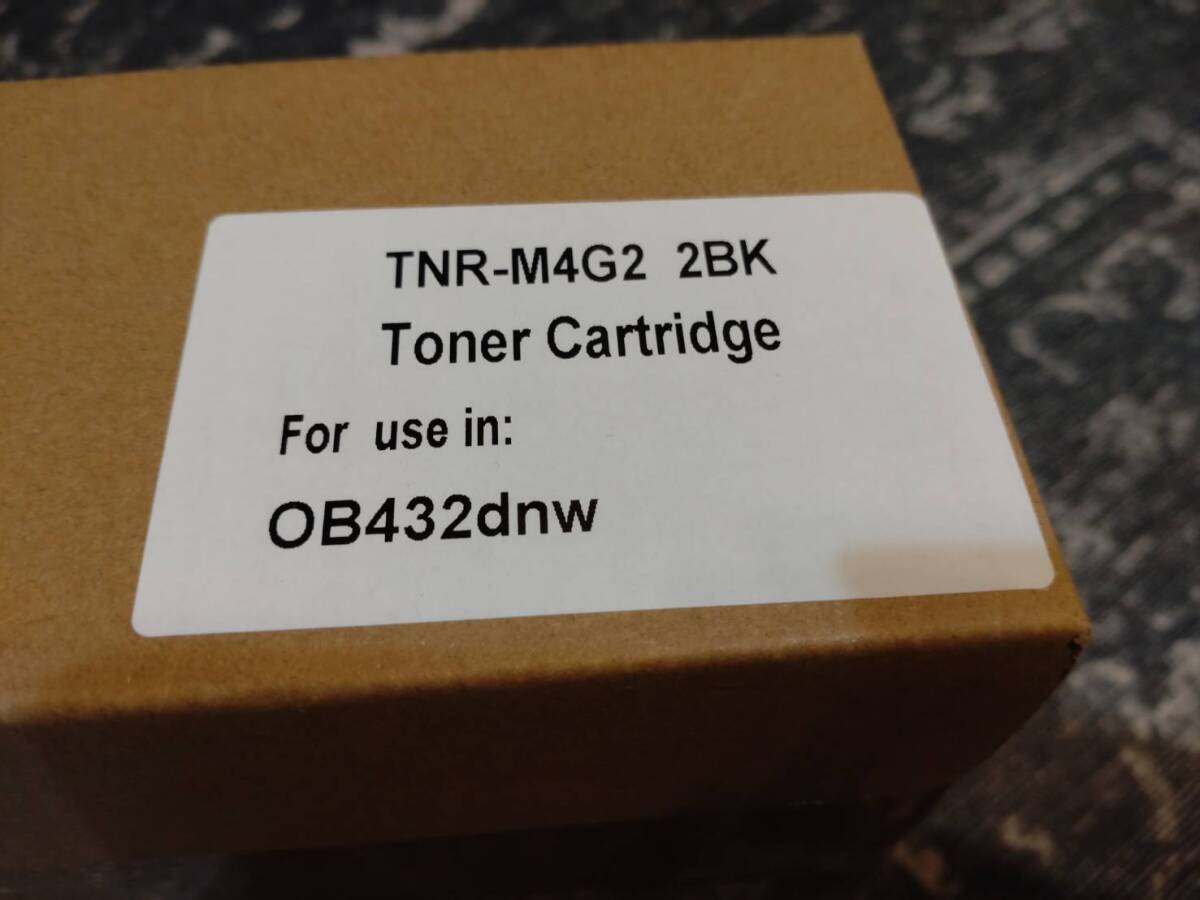 TNR-M4G2 2BK
Toner Cartridge
For use in:
OB432dnw